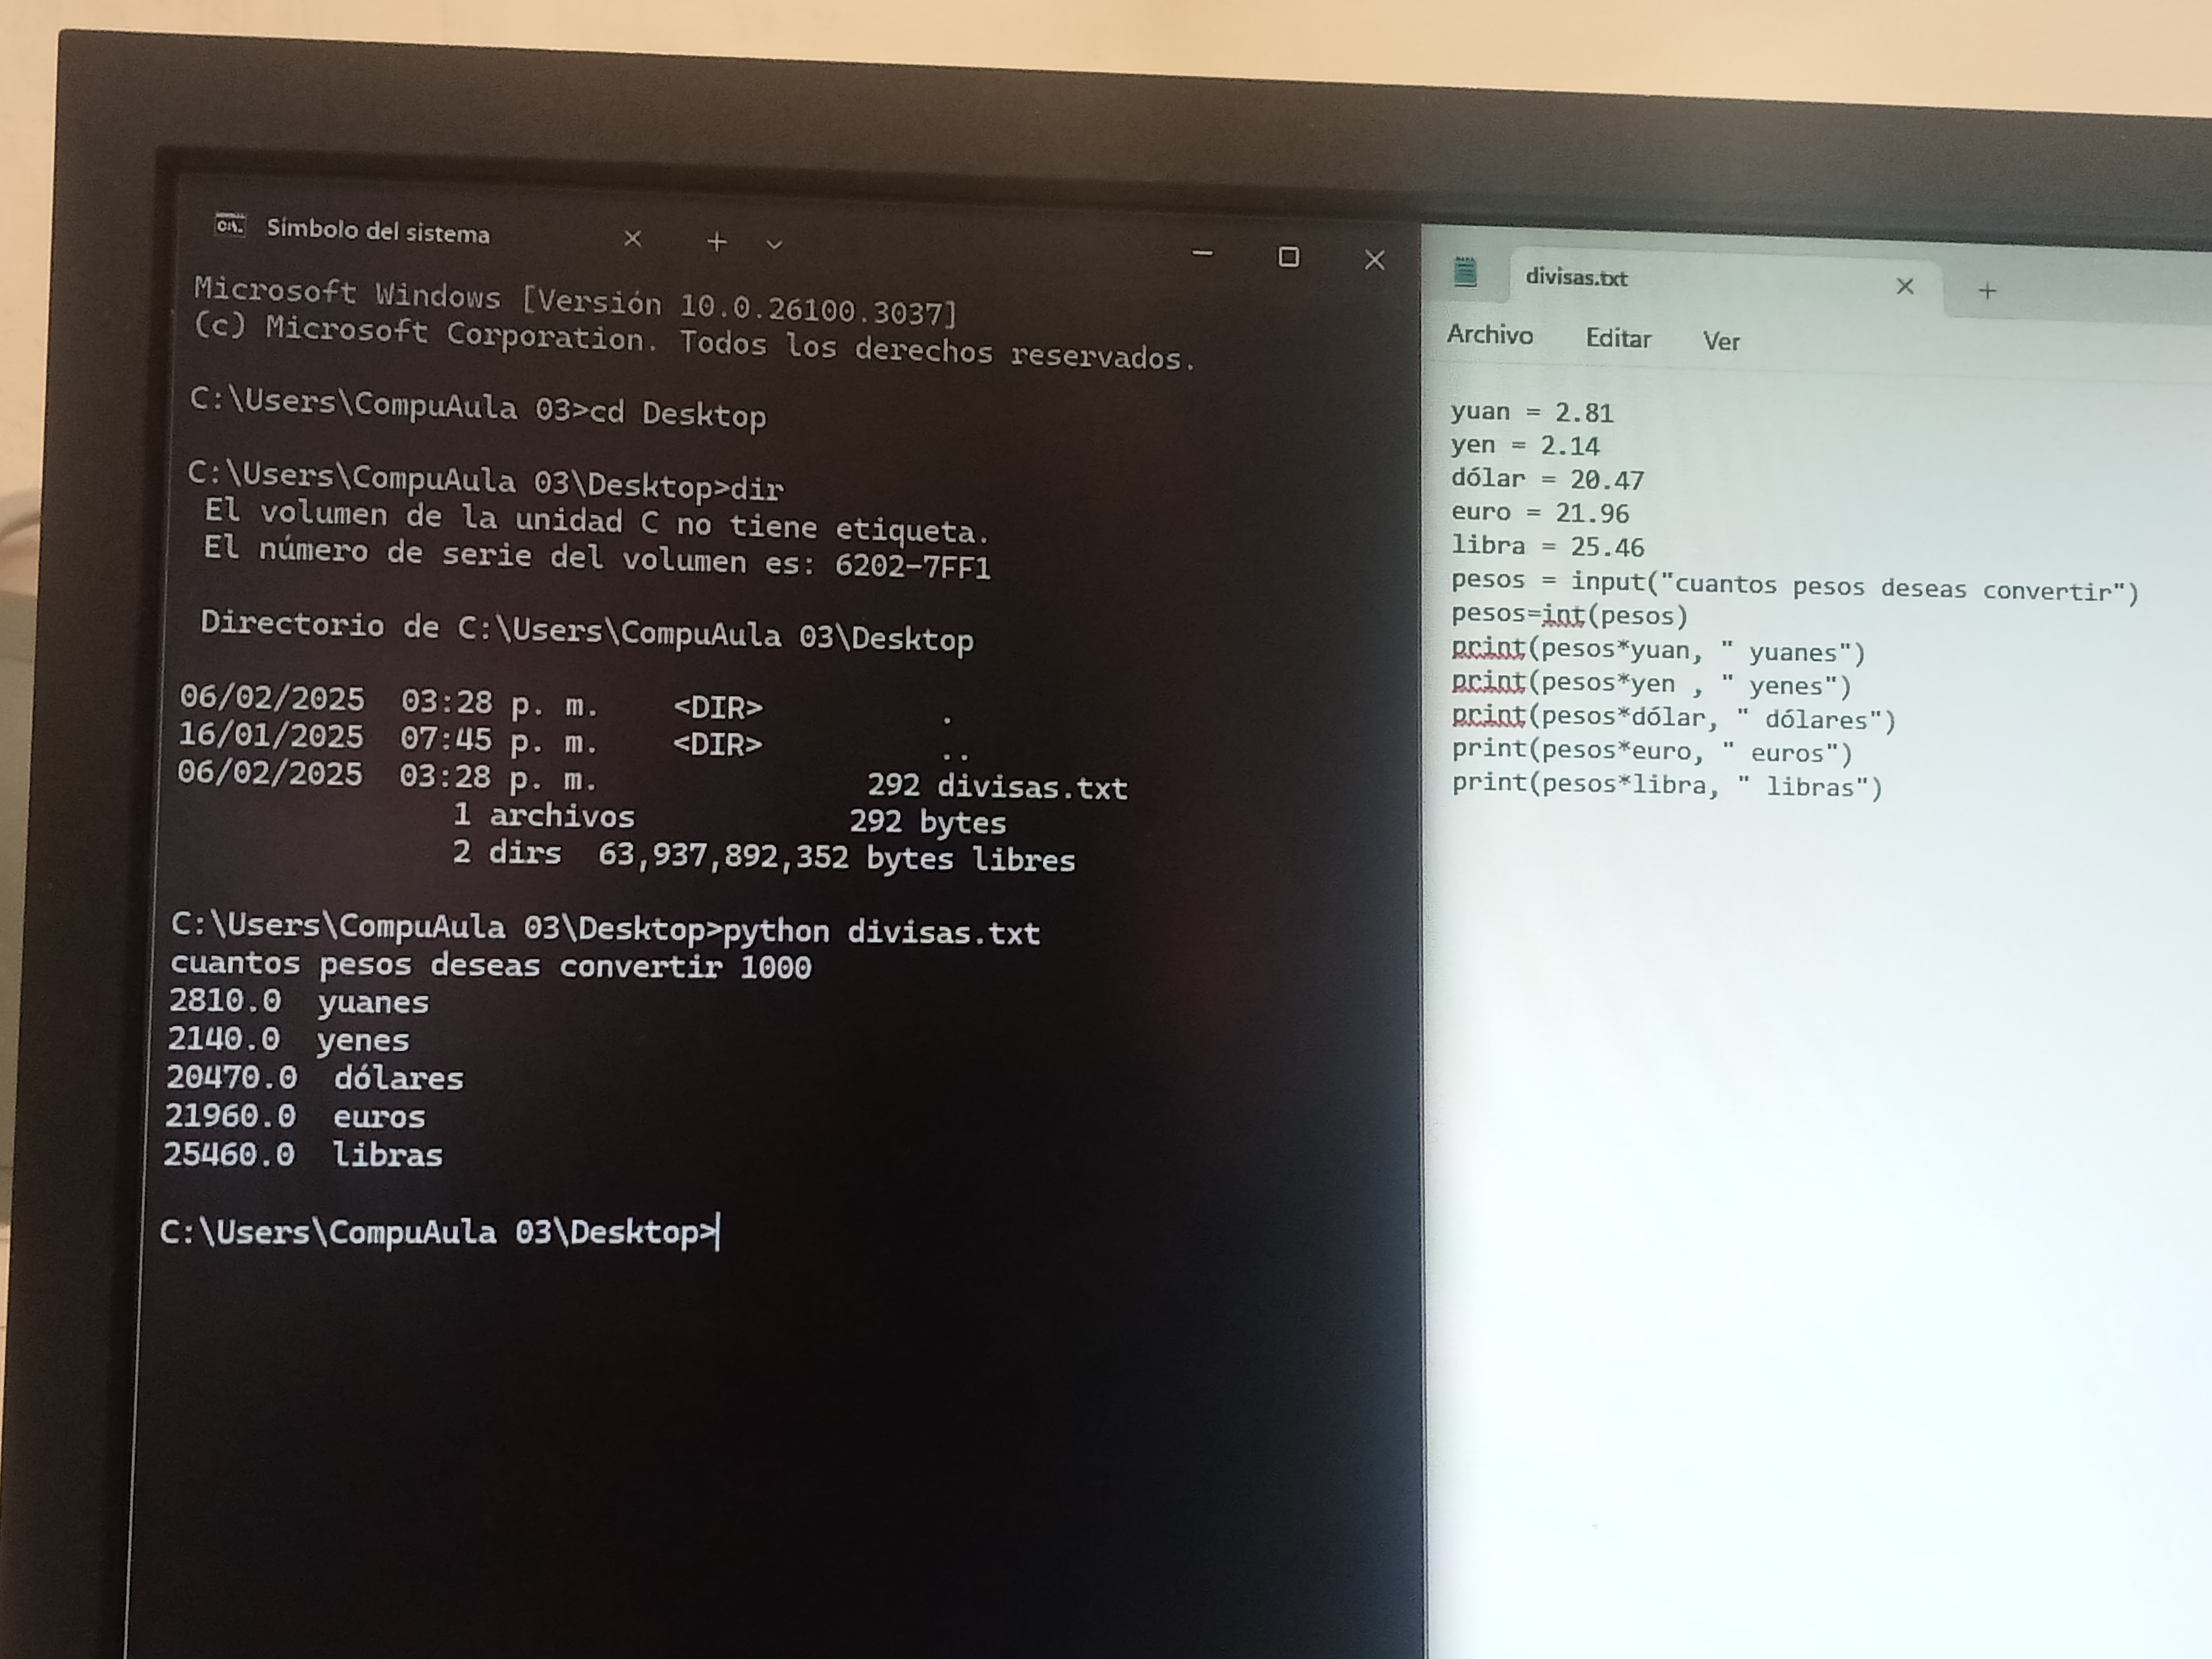 Símbolo del sistema
Microsoft Windows [Versión 10.0.26100.3037]
(c) Microsoft Corporation. Todos los derechos reservados.
C:\Users\CompuAula 03>cd Desktop
C:\Users\CompuAula 03\Desktop>dir
El volumen de la unidad C no tiene etiqueta.
El número de serie del volumen es: 6202-7FF1
Directorio de C:\Users\CompuAula 03\Desktop
06/02/2025  03:28 p. m.    <DIR>          .
16/01/2025  07:45 p. m.    <DIR>          ..
06/02/2025  03:28 p. m.               292 divisas.txt
1 archivos            292 bytes
2 dirs  63,937,892,352 bytes libres
C:\Users\CompuAula 03\Desktop>python divisas.txt
cuantos pesos deseas convertir 1000
2810.0  yuanes
2140.0  yenes
20470.0  dólares
21960.0  euros
25460.0  libras
C:\Users\CompuAula 03\Desktop>
divisas.txt
Archivo Editar Ver
yuan = 2.81
yen = 2.14
dólar = 20.47
euro = 21.96
libra = 25.46
pesos = input("cuantos pesos deseas convertir")
pesos=int(pesos)
print(pesos*yuan, " yuanes")
print(pesos*yen , " yenes")
print(pesos*dólar, " dólares")
print(pesos*euro, " euros")
print(pesos*libra, " libras")